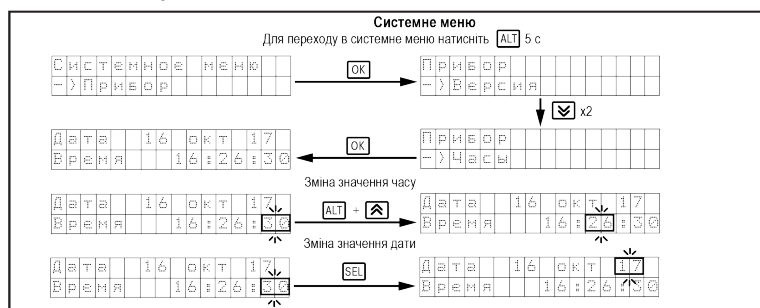 Системне меню
Для переходу в системне меню натисніть ALT 5 с
Системное меню
->Прибор
OK
Прибор
->Версия
x2
Дата 16 окт 17
Время 16:26:30
OK
Прибор
->Часы
Зміна значення часу
Дата 16 окт 17
Время 16:26:30
ALT +
Дата 16 окт 17
Время 16:26:30
Зміна значення дати
Дата 16 окт 17
Время 16:26:30
SEL
Дата 16 окт 17
Время 16:26:30